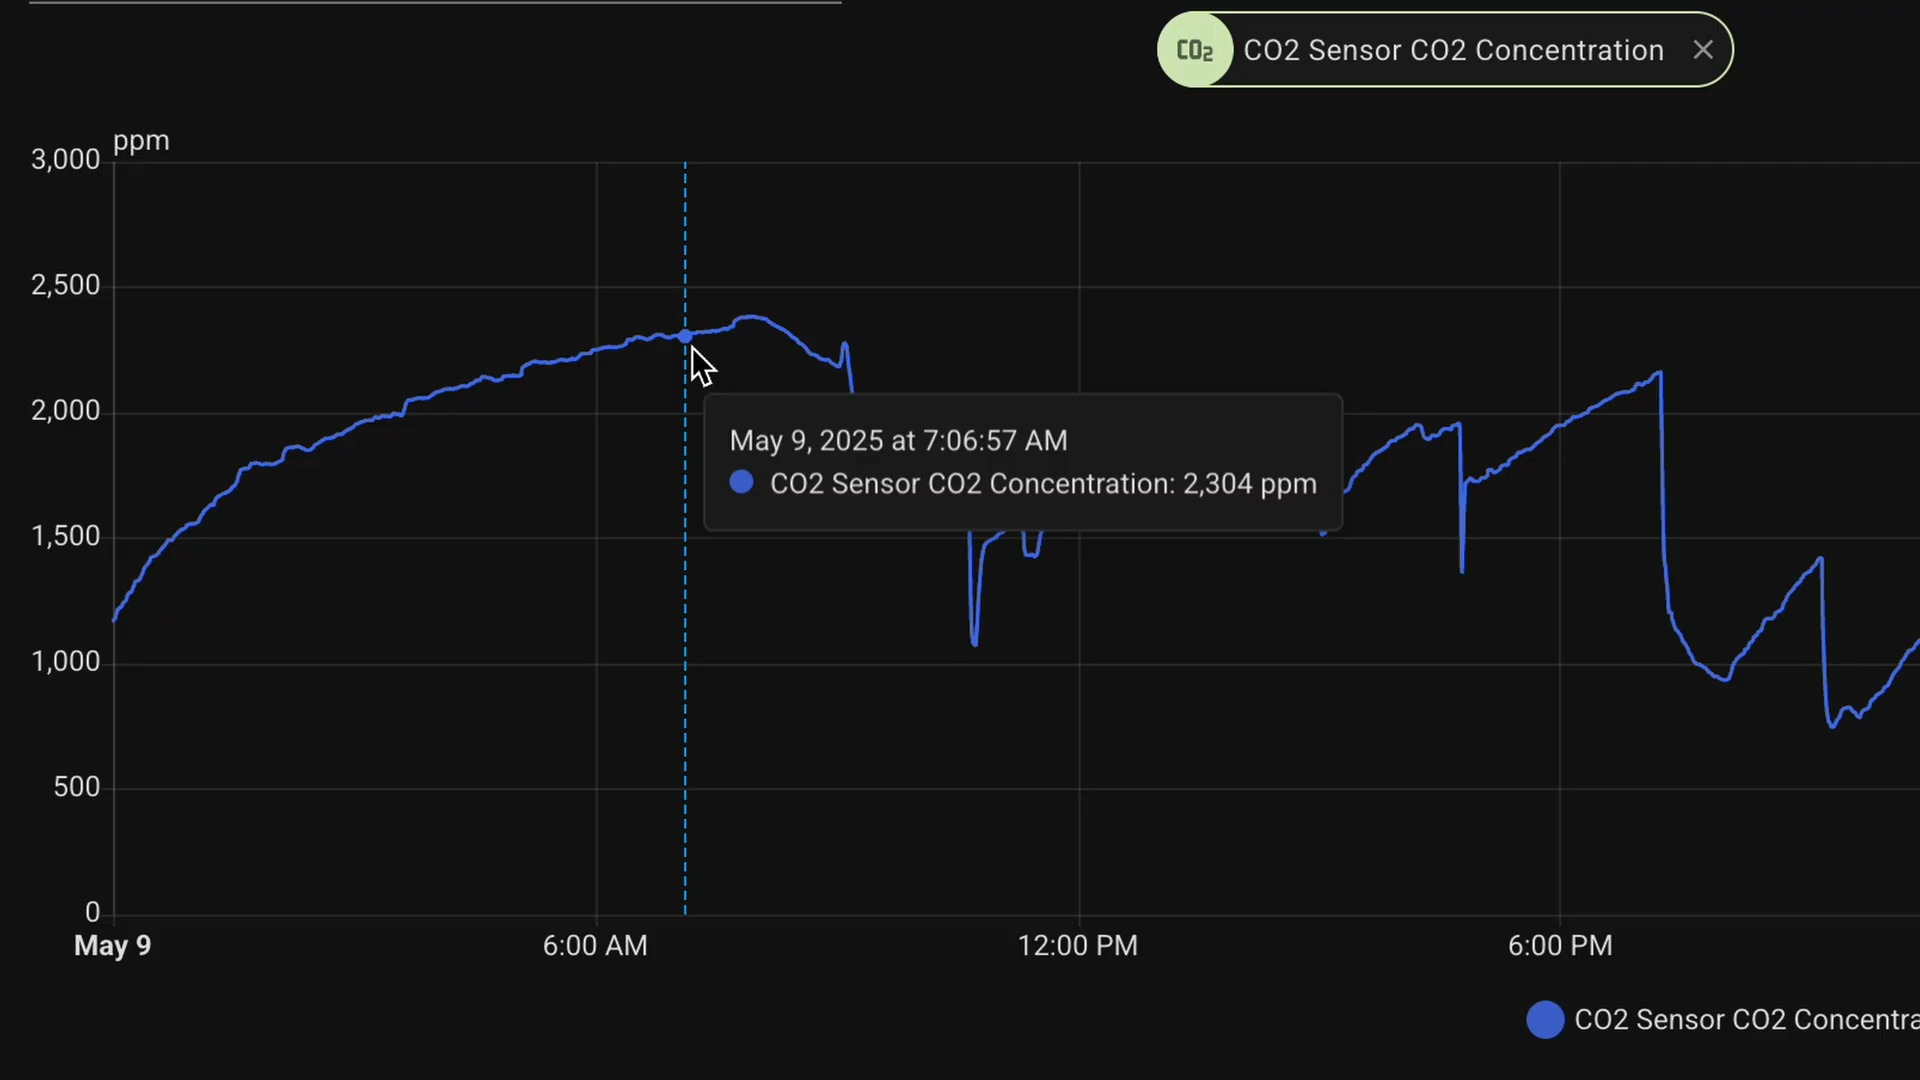 CO2 CO2 Sensor CO2 Concentration
ppm
3,000
2,500
2,000
1,500
1,000
500
0
May 9, 2025 at 7:06:57 AM
CO2 Sensor CO2 Concentration: 2,304 ppm
May 9 6:00 AM 12:00 PM 6:00 PM
CO2 Sensor CO2 Concentra